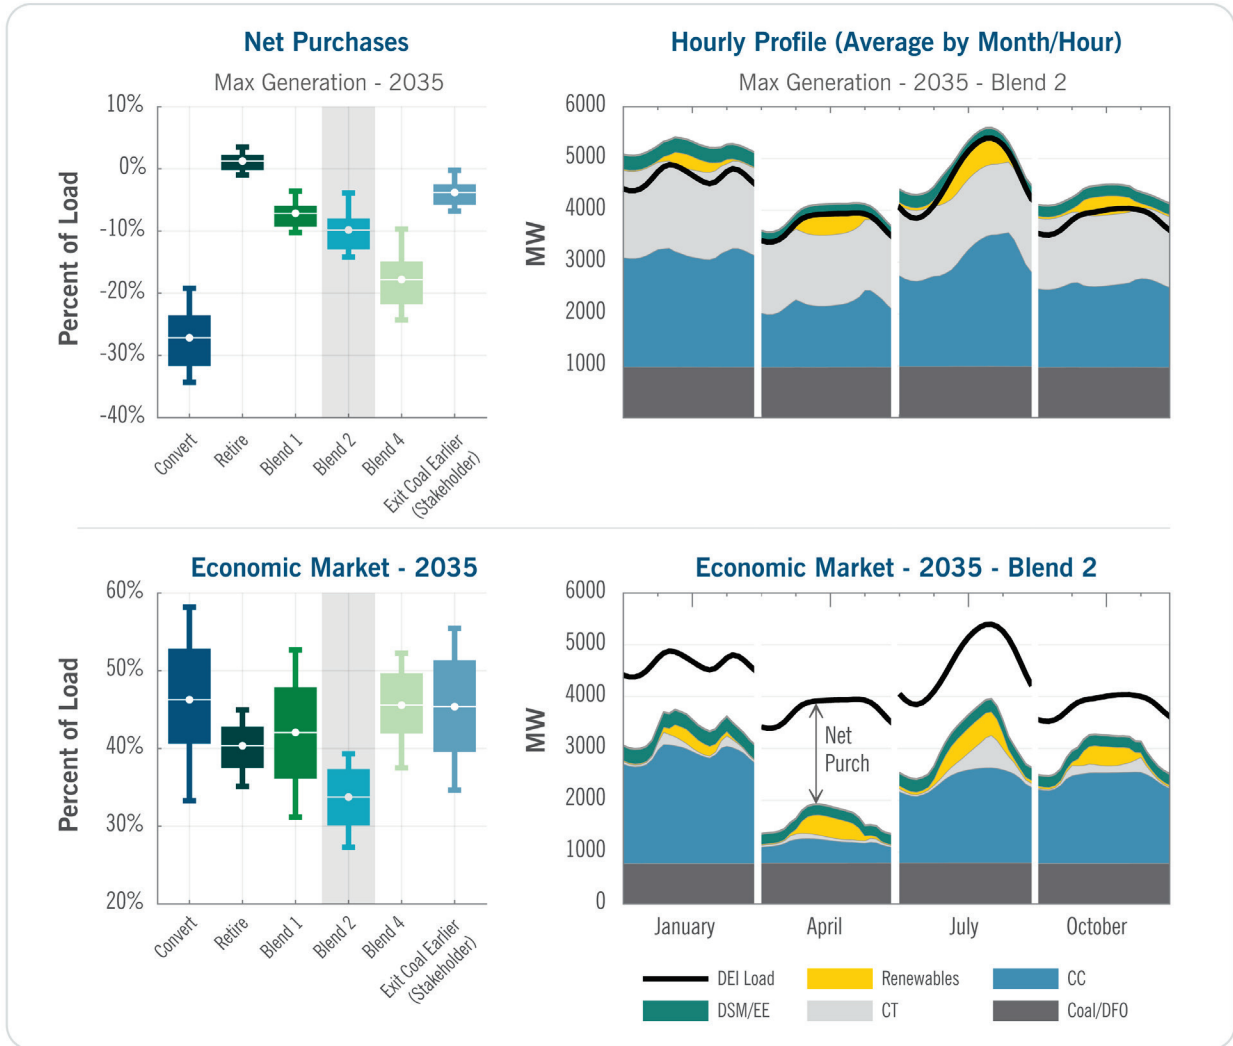 Net Purchases
Max Generation - 2035
Percent of Load
10%
0%
-10%
-20%
-30%
-40%
Convert
Retire
Blend 1
Blend 2
Blend 4
Exit Coal Earlier
(Stakeholder)
Hourly Profile (Average by Month/Hour)
Max Generation - 2035 - Blend 2
MW
6000
5000
4000
3000
2000
1000
Economic Market - 2035
Percent of Load
60%
50%
40%
30%
20%
Convert
Retire
Blend 1
Blend 2
Blend 4
Exit Coal Earlier
(Stakeholder)
Economic Market - 2035 - Blend 2
MW
6000
5000
4000
3000
2000
1000
0
Net
Purch
January
April
July
October
DEI Load
Renewables
CC
DSM/EE
CT
Coal/DFO